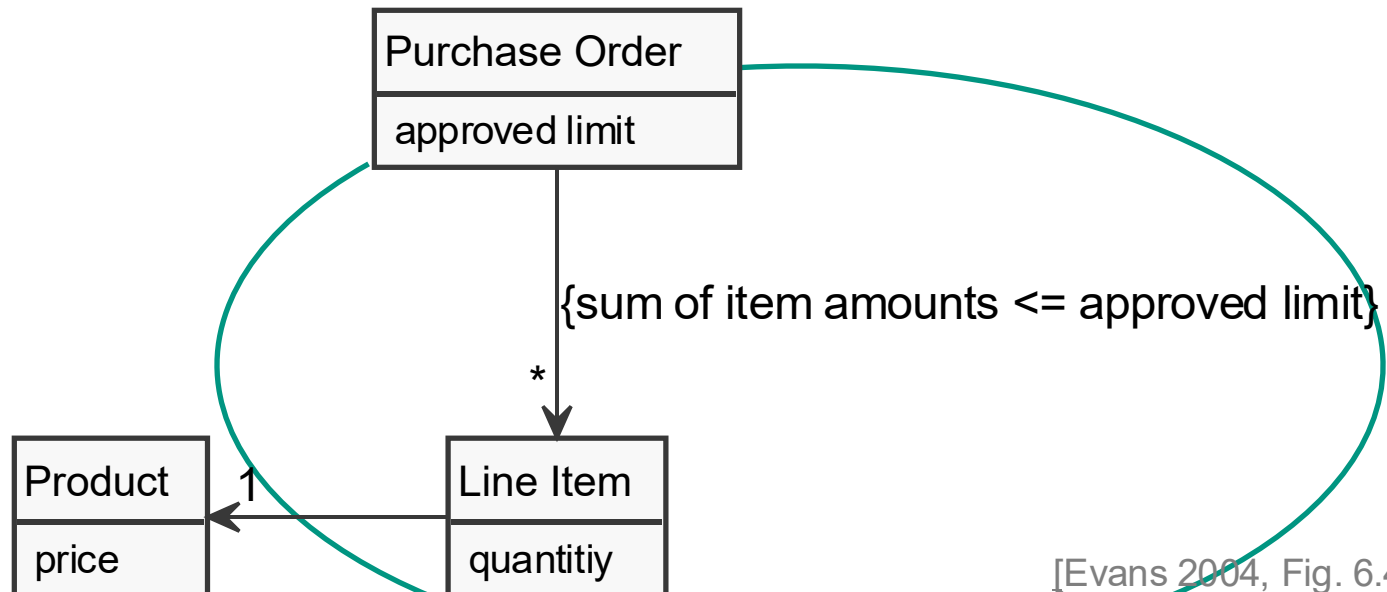 Purchase Order
approved limit
{sum of item amounts <= approved limit}
*
Product
1
Line Item
price
quantitiy
[Evans 2004, Fig. 6.4